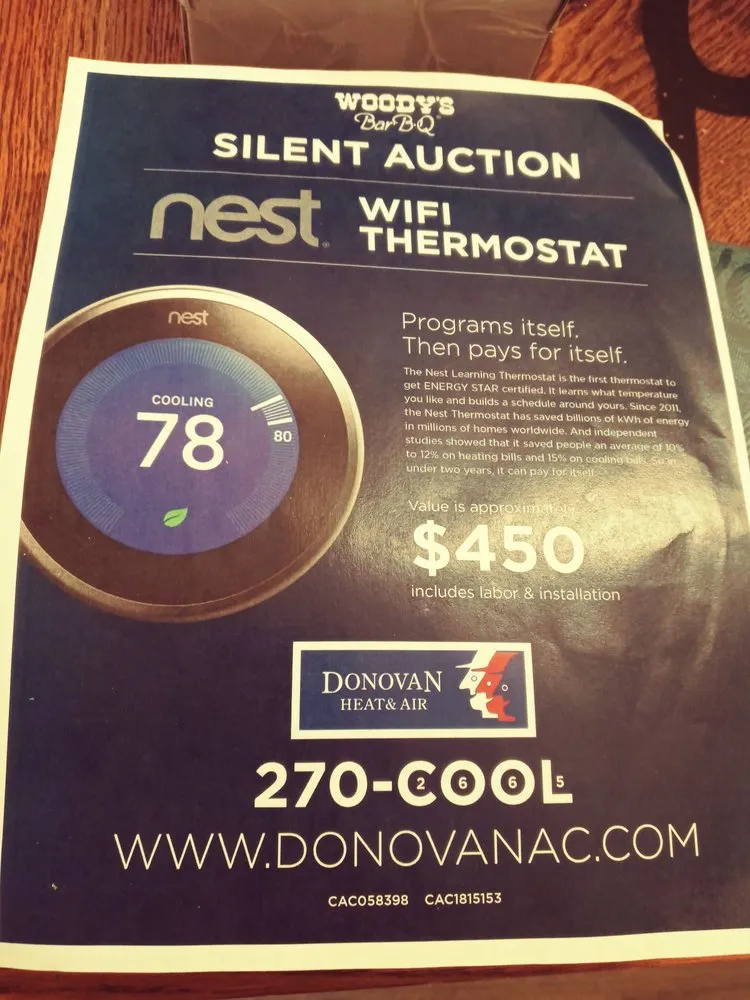 WOODY'S
Bar-B-Q
SILENT AUCTION
nest WIFI
THERMOSTAT
nest
COOLING
78
80
Programs itself.
Then pays for itself.
The Nest Learning Thermostat is the first thermostat to
get ENERGY STAR certified. It learns what temperature
you like and builds a schedule around yours. Since 2011,
the Nest Thermostat has saved billions of kWh of energy
in millions of homes worldwide. And independent
studies showed that it saved people an average of 10%
to 12% on heating bills and 15% on cooling bills. So in
under two years, it can pay for itself.
Value is approximately
$450
includes labor & installation
DONOVAN
HEAT & AIR
270-COOL
2 6 6 5
WWW.DONOVANAC.COM
CAC058398 CAC1815153